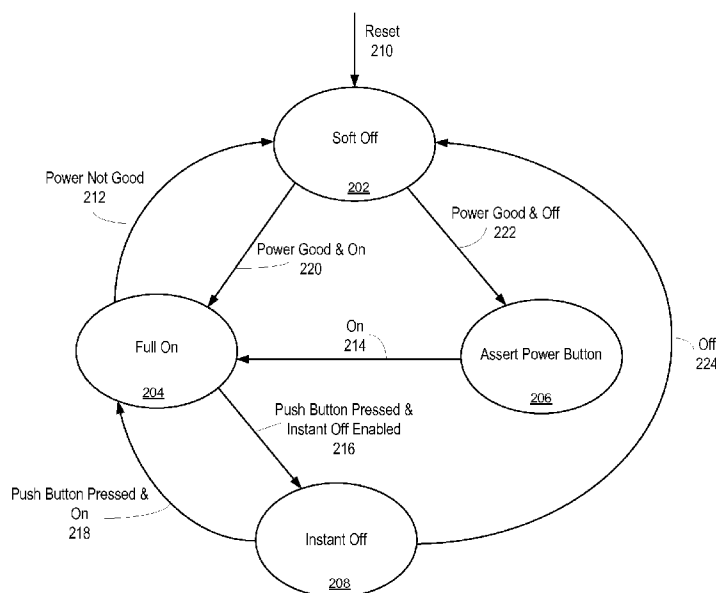 Reset
210
Soft Off
202
Power Not Good
212
Power Good & Off
222
Power Good & On
220
Full On
204
On
214
Assert Power Button
206
Off
224
Push Button Pressed &
Instant Off Enabled
216
Push Button Pressed &
On
218
Instant Off
208